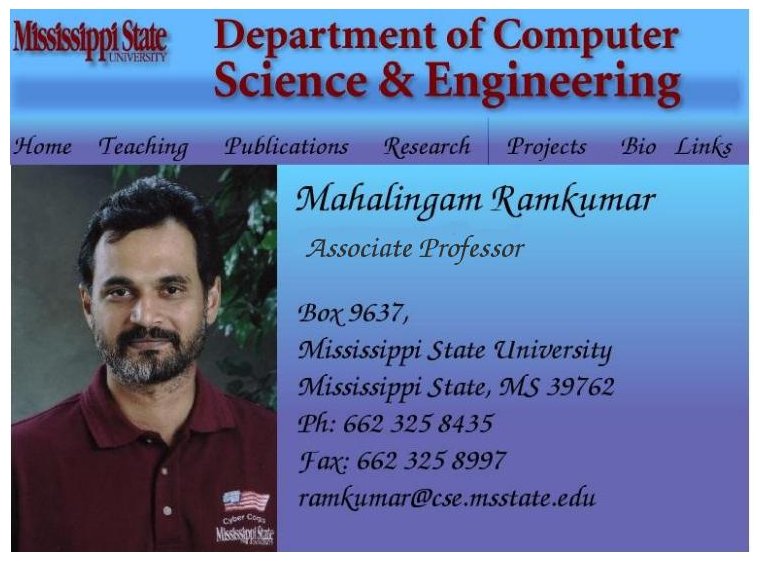 Mississippi State
UNIVERSITY
Department of Computer
Science & Engineering
Home Teaching Publications Research Projects Bio Links
Mahalingam Ramkumar
Associate Professor
Box 9637,
Mississippi State University
Mississippi State, MS 39762
Ph: 662 325 8435
Fax: 662 325 8997
ramkumar@cse.msstate.edu
Cyber Corps
Mississippi State